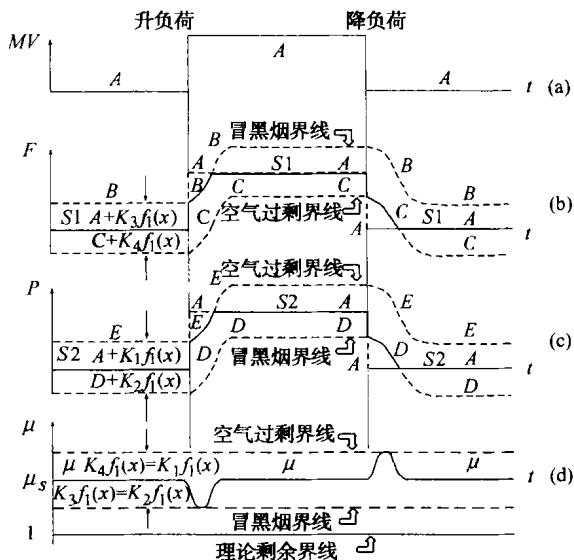 升负荷 降负荷
MV
A A A t (a)
冒黑烟界线
F B B
A S1 A
B B
S1 A+K₃f₁(x) C C C C S1 (b)
C+K₄f₁(x) 空气过剩界线 A A
C t
空气过剩界线
P E E
A S2 A
E E
S2 A+K₁f₁(x) D D D D S2 A (c)
D+K₂f₁(x) 冒黑烟界线 A D t
μ 空气过剩界线
μ K₄f₁(x)=K₁f₁(x) μ μ
μₛ t (d)
K₃f₁(x)=K₂f₁(x)
冒黑烟界线
1
理论剩余界线